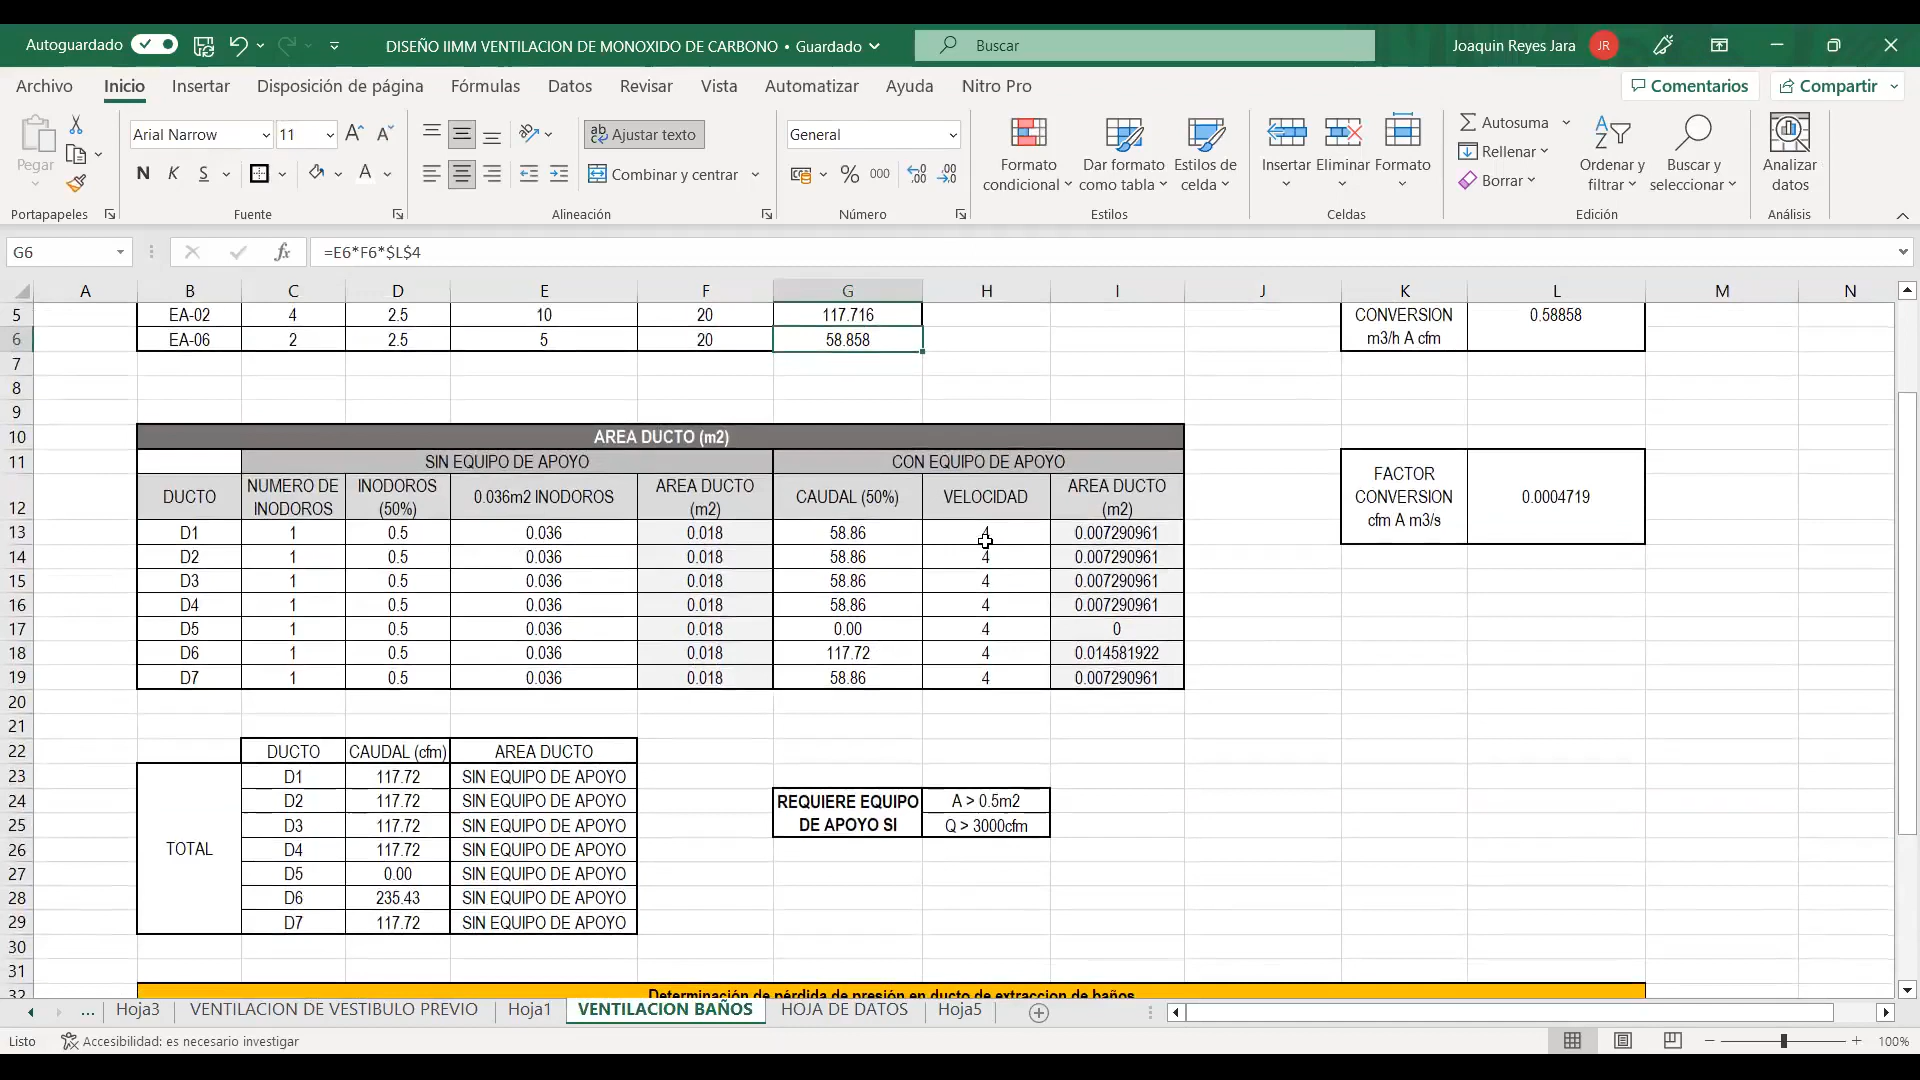 Autoguardado
DISEÑO IIMM VENTILACION DE MONOXIDO DE CARBONO • Guardado
Buscar
Joaquin Reyes Jara
JR
Archivo Inicio Insertar Disposición de página Fórmulas Datos Revisar Vista Automatizar Ayuda Nitro Pro
Comentarios
Compartir
Pegar
Arial Narrow 11
N K S
Ajustar texto
Combinar y centrar
General
% 000
Formato condicional
Dar formato como tabla
Estilos de celda
Insertar
Eliminar
Formato
Autosuma
Rellenar
Borrar
Ordenar y filtrar
Buscar y seleccionar
Analizar datos
Portapapeles Fuente Alineación Número Estilos Celdas Edición Análisis
G6 fx =E6*F6*$L$4
A B C D E F G H I J K L M N
5 EA-02 4 2.5 10 20 117.716
6 EA-06 2 2.5 5 20 58.858
CONVERSION
m3/h A cfm
0.58858
7
8
9
10 AREA DUCTO (m2)
11 SIN EQUIPO DE APOYO CON EQUIPO DE APOYO
12 DUCTO NUMERO DE INODOROS INODOROS (50%) 0.036m2 INODOROS AREA DUCTO (m2) CAUDAL (50%) VELOCIDAD AREA DUCTO (m2)
FACTOR
CONVERSION
cfm A m3/s
0.0004719
13 D1 1 0.5 0.036 0.018 58.86 4 0.007290961
14 D2 1 0.5 0.036 0.018 58.86 4 0.007290961
15 D3 1 0.5 0.036 0.018 58.86 4 0.007290961
16 D4 1 0.5 0.036 0.018 58.86 4 0.007290961
17 D5 1 0.5 0.036 0.018 0.00 4 0
18 D6 1 0.5 0.036 0.018 117.72 4 0.014581922
19 D7 1 0.5 0.036 0.018 58.86 4 0.007290961
20
21
22 DUCTO CAUDAL (cfm) AREA DUCTO
23 D1 117.72 SIN EQUIPO DE APOYO
24 D2 117.72 SIN EQUIPO DE APOYO
25 D3 117.72 SIN EQUIPO DE APOYO
26 D4 117.72 SIN EQUIPO DE APOYO
TOTAL
27 D5 0.00 SIN EQUIPO DE APOYO
28 D6 235.43 SIN EQUIPO DE APOYO
29 D7 117.72 SIN EQUIPO DE APOYO
REQUIERE EQUIPO
DE APOYO SI
A > 0.5m2
Q > 3000cfm
30
31
32 Determinación de pérdida de presión en ducto de extraccion de baños
... Hoja3 VENTILACION DE VESTIBULO PREVIO Hoja1 VENTILACION BAÑOS HOJA DE DATOS Hoja5
Listo Accesibilidad: es necesario investigar
100%